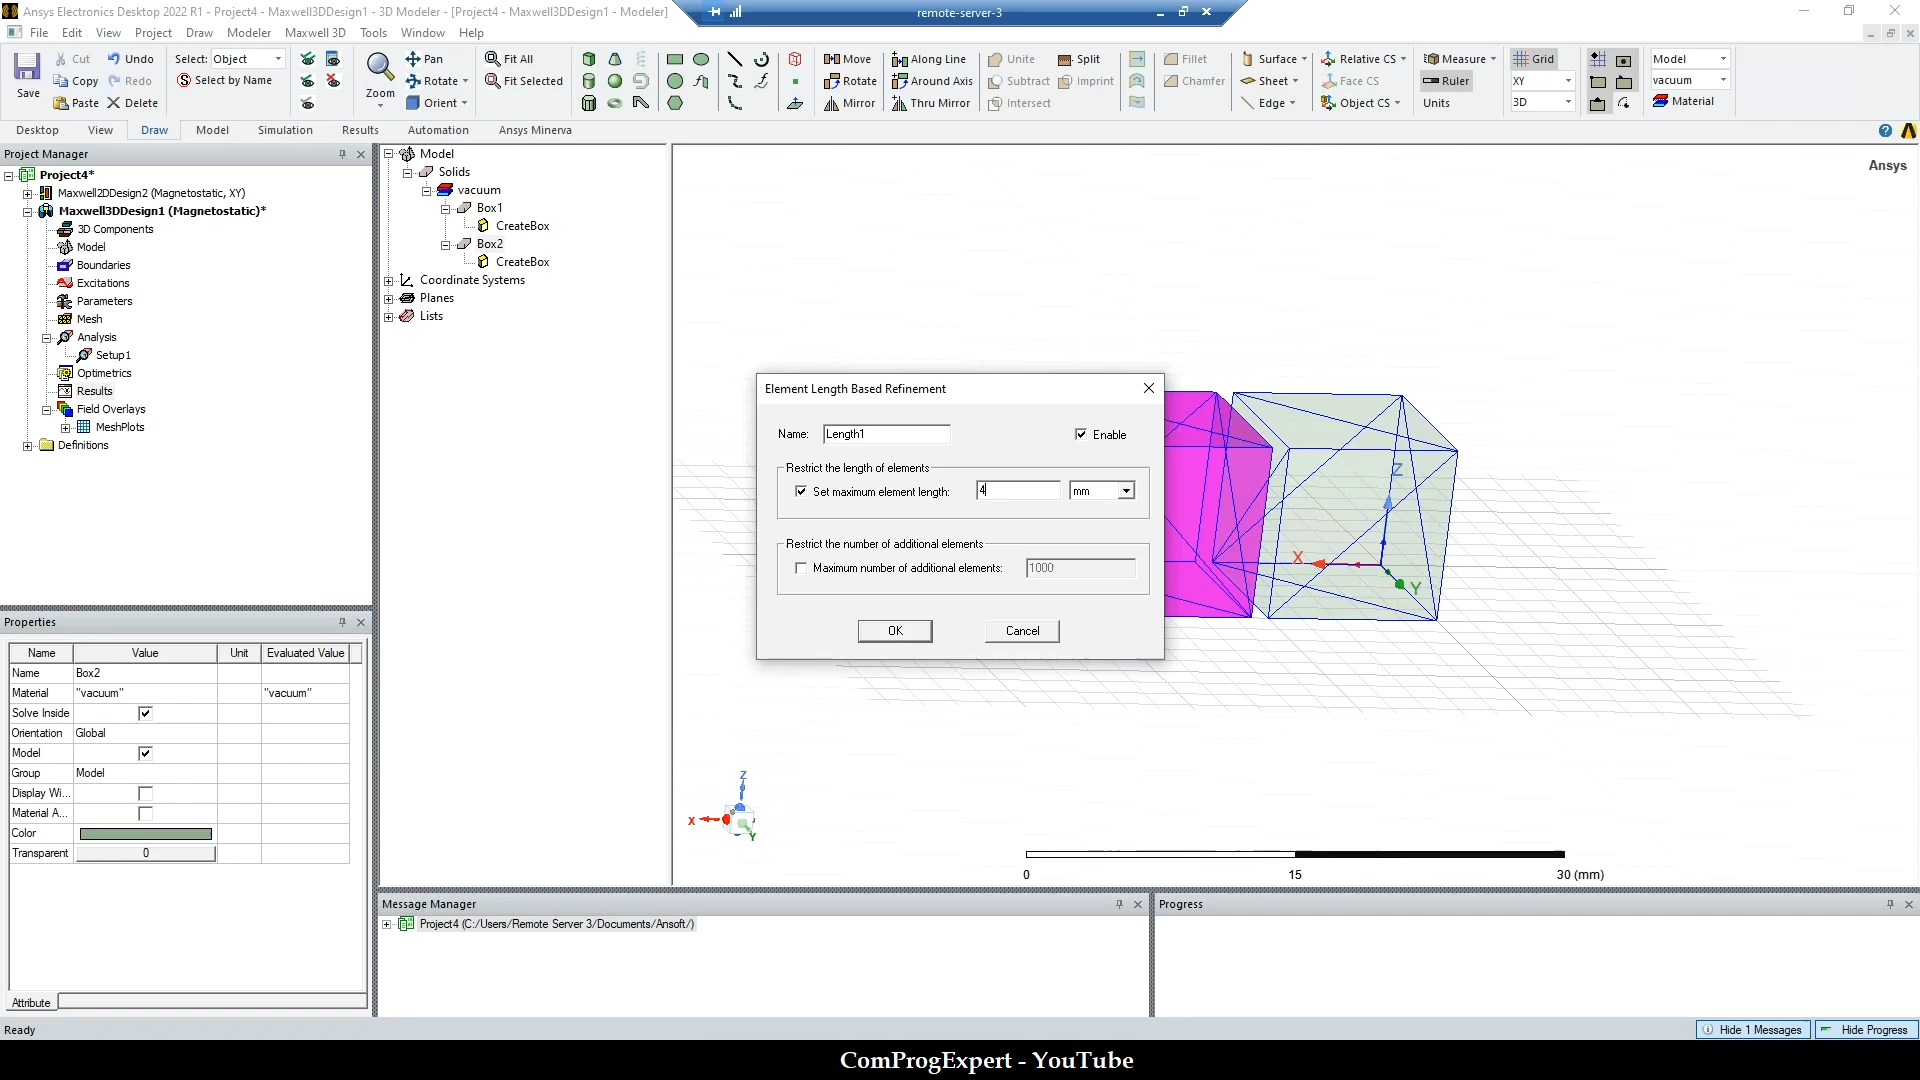 Ansys Electronics Desktop 2022 R1 - Project4 - Maxwell3DDesign1 - 3D Modeler - [Project4 - Maxwell3DDesign1 - Modeler]
remote-server-3
File Edit View Project Draw Modeler Maxwell 3D Tools Window Help
Save
Cut
Copy
Paste
Undo
Redo
Delete
Select: Object
Select by Name
Zoom
Pan
Rotate
Orient
Fit All
Fit Selected
Move
Rotate
Mirror
Along Line
Around Axis
Thru Mirror
Unite
Subtract
Intersect
Split
Imprint
Fillet
Chamfer
Surface
Sheet
Edge
Relative CS
Face CS
Object CS
Measure
Ruler
Units
Grid
XY
3D
Model
vacuum
Material
Desktop View Draw Model Simulation Results Automation Ansys Minerva
Project Manager
Project4*
Maxwell2DDesign2 (Magnetostatic, XY)
Maxwell3DDesign1 (Magnetostatic)*
3D Components
Model
Boundaries
Excitations
Parameters
Mesh
Analysis
Setup1
Optimetrics
Results
Field Overlays
MeshPlots
Definitions
Model
Solids
vacuum
Box1
CreateBox
Box2
CreateBox
Coordinate Systems
Planes
Lists
Ansys
Element Length Based Refinement
Name: Length1
Enable
Restrict the length of elements
Set maximum element length: 4 mm
Restrict the number of additional elements
Maximum number of additional elements: 1000
OK Cancel
Z
X
Y
Z
X
Y
0 15 30 (mm)
Properties
Name Value Unit Evaluated Value
Name Box2
Material "vacuum" "vacuum"
Solve Inside
Orientation Global
Model
Group Model
Display Wi...
Material A...
Color
Transparent 0
Attribute
Message Manager
Project4 (C:/Users/Remote Server 3/Documents/Ansoft/)
Progress
Ready
Hide 1 Messages Hide Progress
ComProgExpert - YouTube